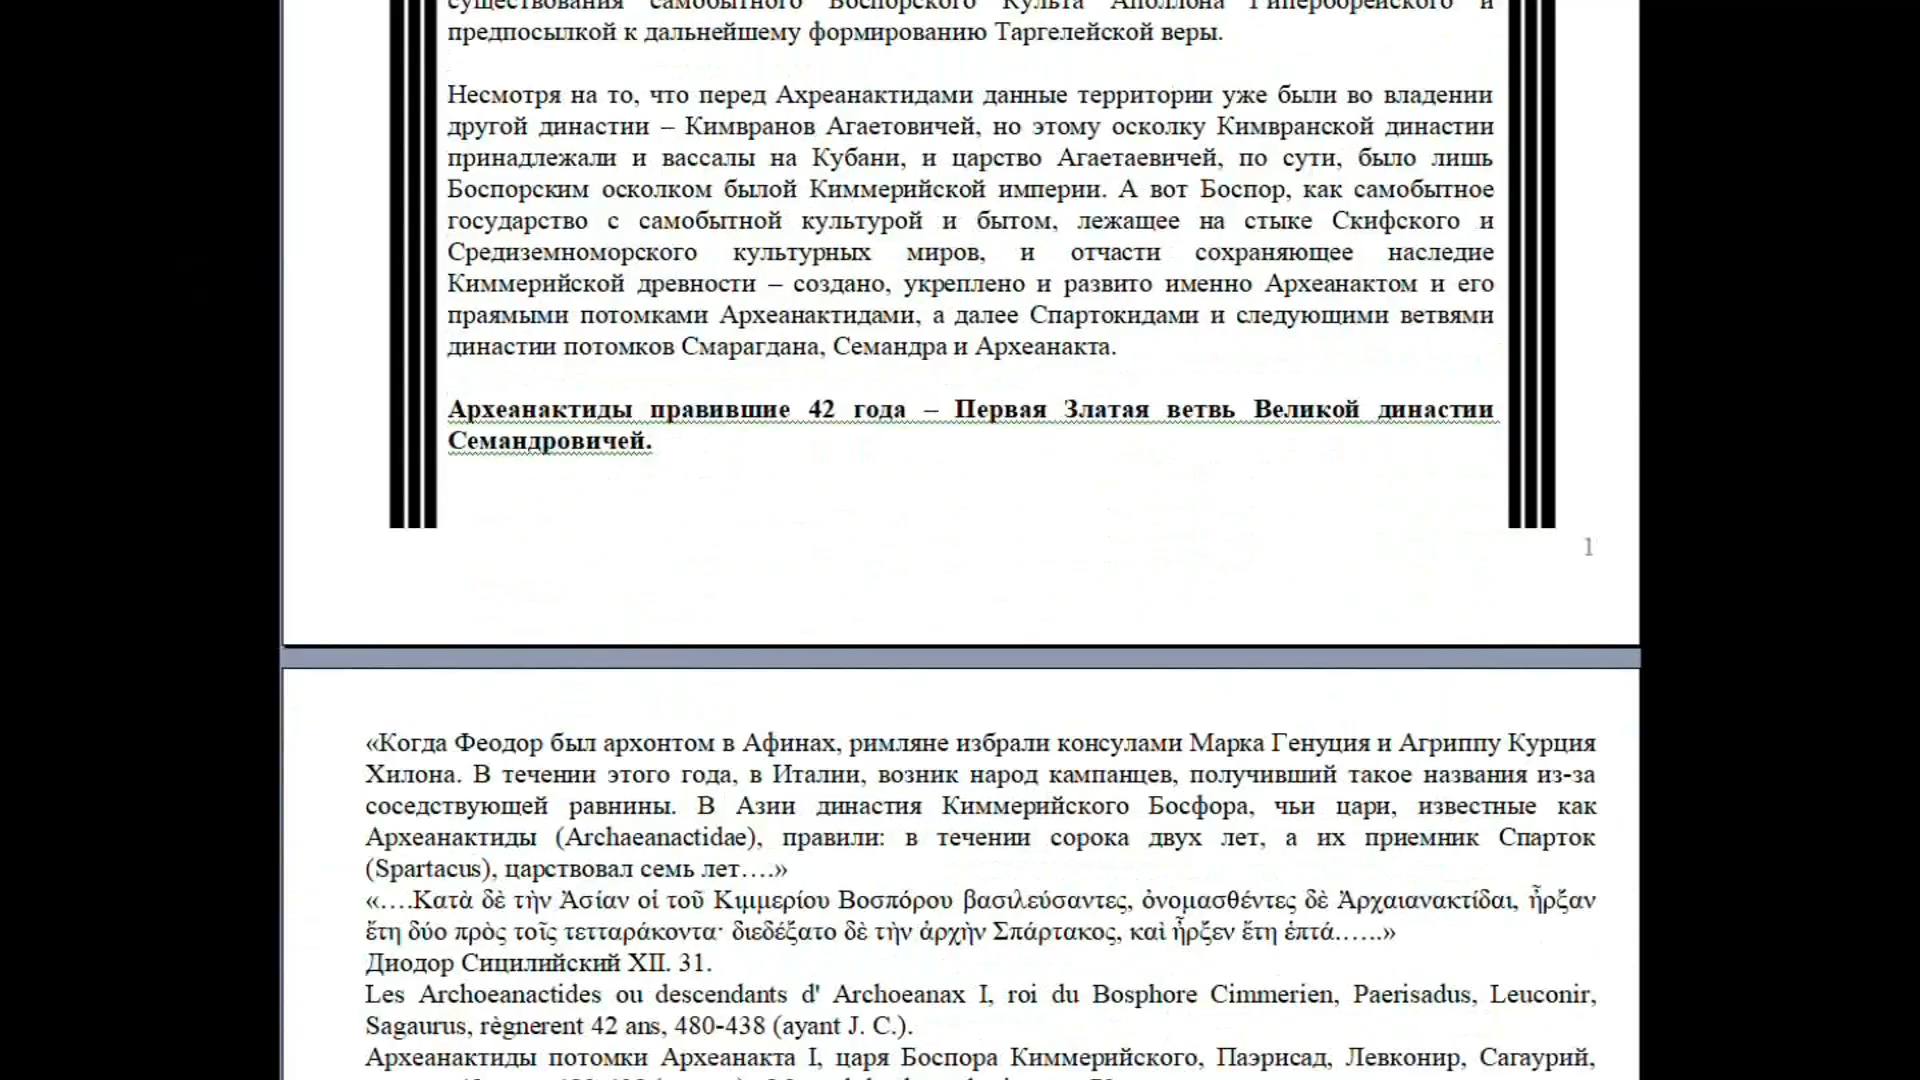 существования самобытного Боспорского Культа Аполлона Гиперборейского и
предпосылкой к дальнейшему формированию Таргелейской веры.
Несмотря на то, что перед Ахреанактидами данные территории уже были во владении
другой династии – Кимвранов Агаетовичей, но этому осколку Кимвранской династии
принадлежали и вассалы на Кубани, и царство Агаетаевичей, по сути, было лишь
Боспорским осколком былой Киммерийской империи. А вот Боспор, как самобытное
государство с самобытной культурой и бытом, лежащее на стыке Скифского и
Средиземноморского культурных миров, и отчасти сохраняющее наследие
Киммерийской древности – создано, укреплено и развито именно Археанактом и его
праямыми потомками Археанактидами, а далее Спартокидами и следующими ветвями
династии потомков Смарагдана, Семандра и Археанакта.
Археанактиды правившие 42 года – Первая Златая ветвь Великой династии
Семандровичей.
1
«Когда Феодор был архонтом в Афинах, римляне избрали консулами Марка Генуция и Агриппу Курция
Хилона. В течении этого года, в Италии, возник народ кампанцев, получивший такое названия из-за
соседствующей равнины. В Азии династия Киммерийского Босфора, чьи цари, известные как
Археанактиды (Archaeanactidae), правили: в течении сорока двух лет, а их приемник Спарток
(Spartacus), царствовал семь лет….»
«….Κατὰ δὲ τὴν Ἀσίαν οἱ τοῦ Κιμμερίου Βοσπόρου βασιλεύσαντες, ὀνομασθέντες δὲ Ἀρχαιανακτίδαι, ἦρξαν
ἔτη δύο πρὸς τοῖς τετταράκοντα· διεδέξατο δὲ τὴν ἀρχὴν Σπάρτακος, καὶ ἦρξεν ἔτη ἑπτά.…..»
Диодор Сицилийский XII. 31.
Les Archoeanactides ou descendants d' Archoeanax I, roi du Bosphore Cimmerien, Paerisadus, Leuconir,
Sagaurus, règnerent 42 ans, 480-438 (ayant J. C.).
Археанактиды потомки Археанакта I, царя Боспора Киммерийского, Паэрисад, Левконир, Сагаурий,